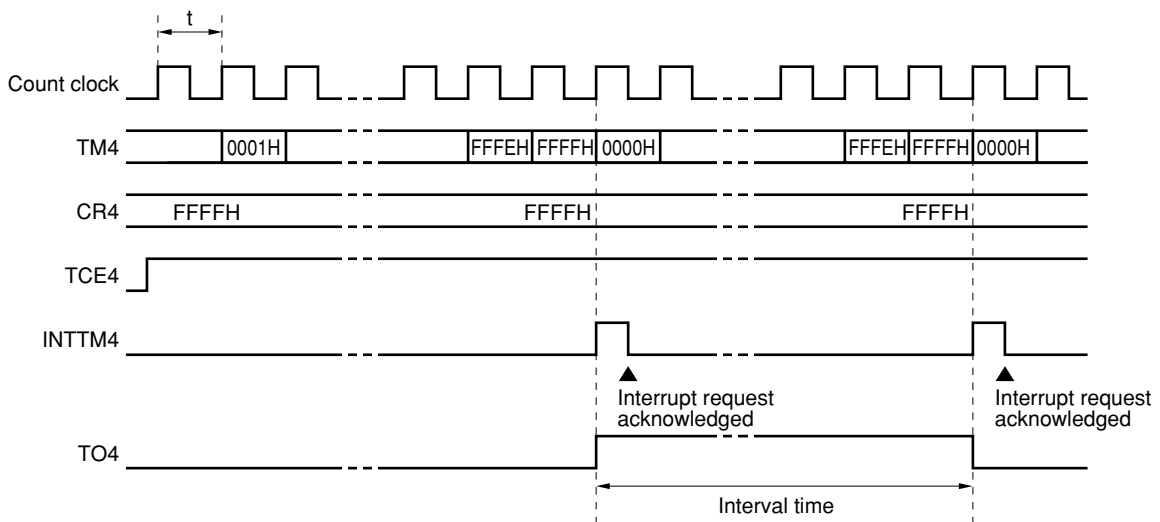 t
Count clock
TM4 0001H FFFEH FFFFH 0000H FFFEH FFFFH 0000H
CR4 FFFFH FFFFH FFFFH
TCE4
INTTM4
Interrupt request acknowledged
Interrupt request acknowledged
TO4
Interval time